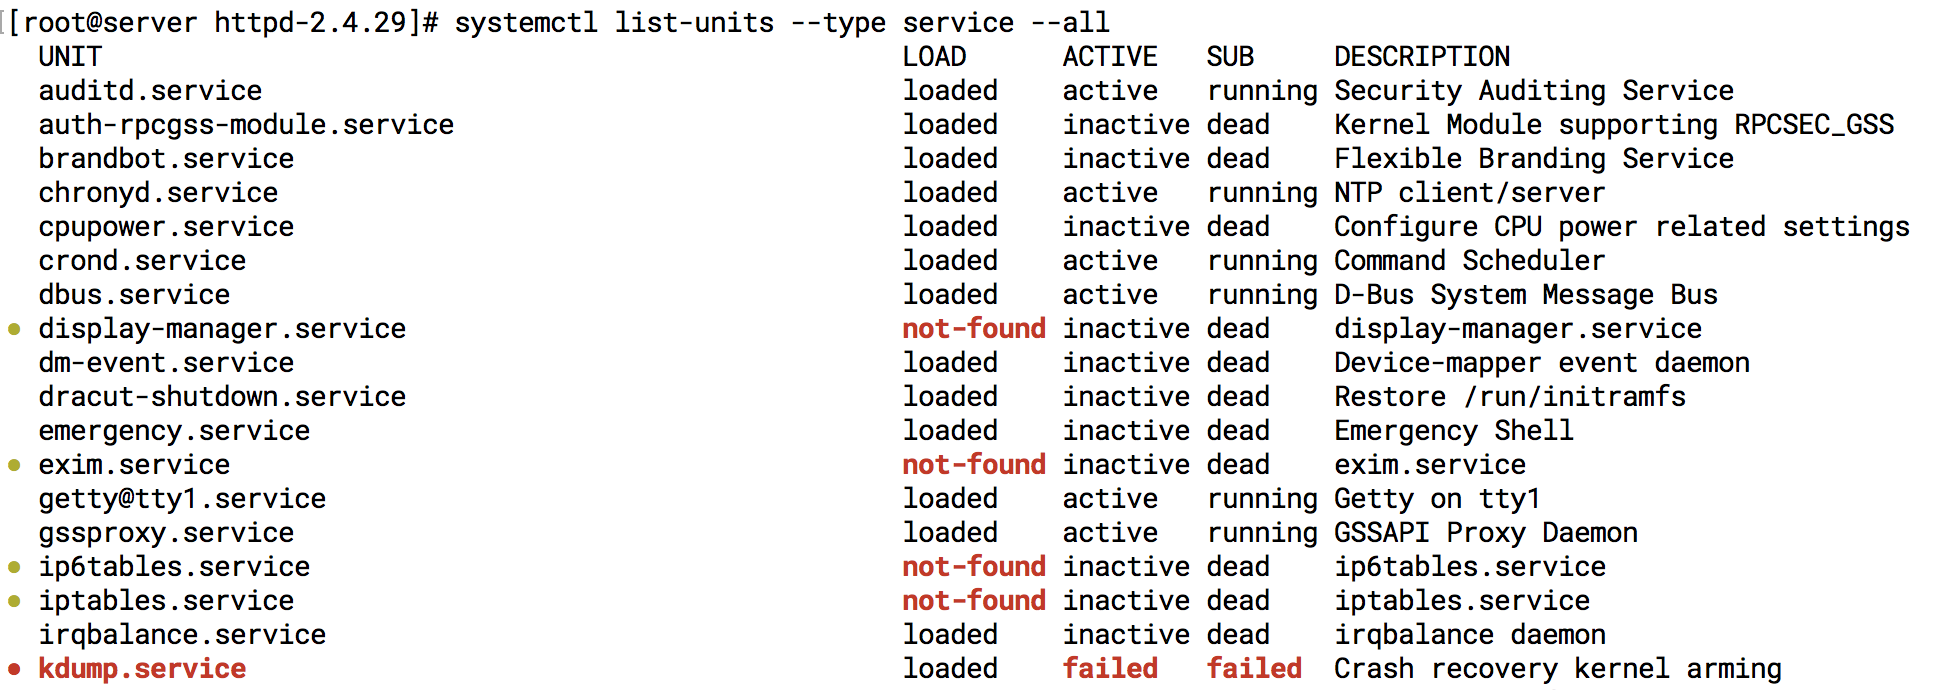 [root@server httpd-2.4.29]# systemctl list-units --type service --all
UNIT LOAD ACTIVE SUB DESCRIPTION
auditd.service loaded active running Security Auditing Service
auth-rpcgss-module.service loaded inactive dead Kernel Module supporting RPCSEC_GSS
brandbot.service loaded inactive dead Flexible Branding Service
chronyd.service loaded active running NTP client/server
cpupower.service loaded inactive dead Configure CPU power related settings
crond.service loaded active running Command Scheduler
dbus.service loaded active running D-Bus System Message Bus
● display-manager.service not-found inactive dead display-manager.service
dm-event.service loaded inactive dead Device-mapper event daemon
dracut-shutdown.service loaded inactive dead Restore /run/initramfs
emergency.service loaded inactive dead Emergency Shell
● exim.service not-found inactive dead exim.service
getty@tty1.service loaded active running Getty on tty1
gssproxy.service loaded active running GSSAPI Proxy Daemon
● ip6tables.service not-found inactive dead ip6tables.service
● iptables.service not-found inactive dead iptables.service
irqbalance.service loaded inactive dead irqbalance daemon
● kdump.service loaded failed failed Crash recovery kernel arming